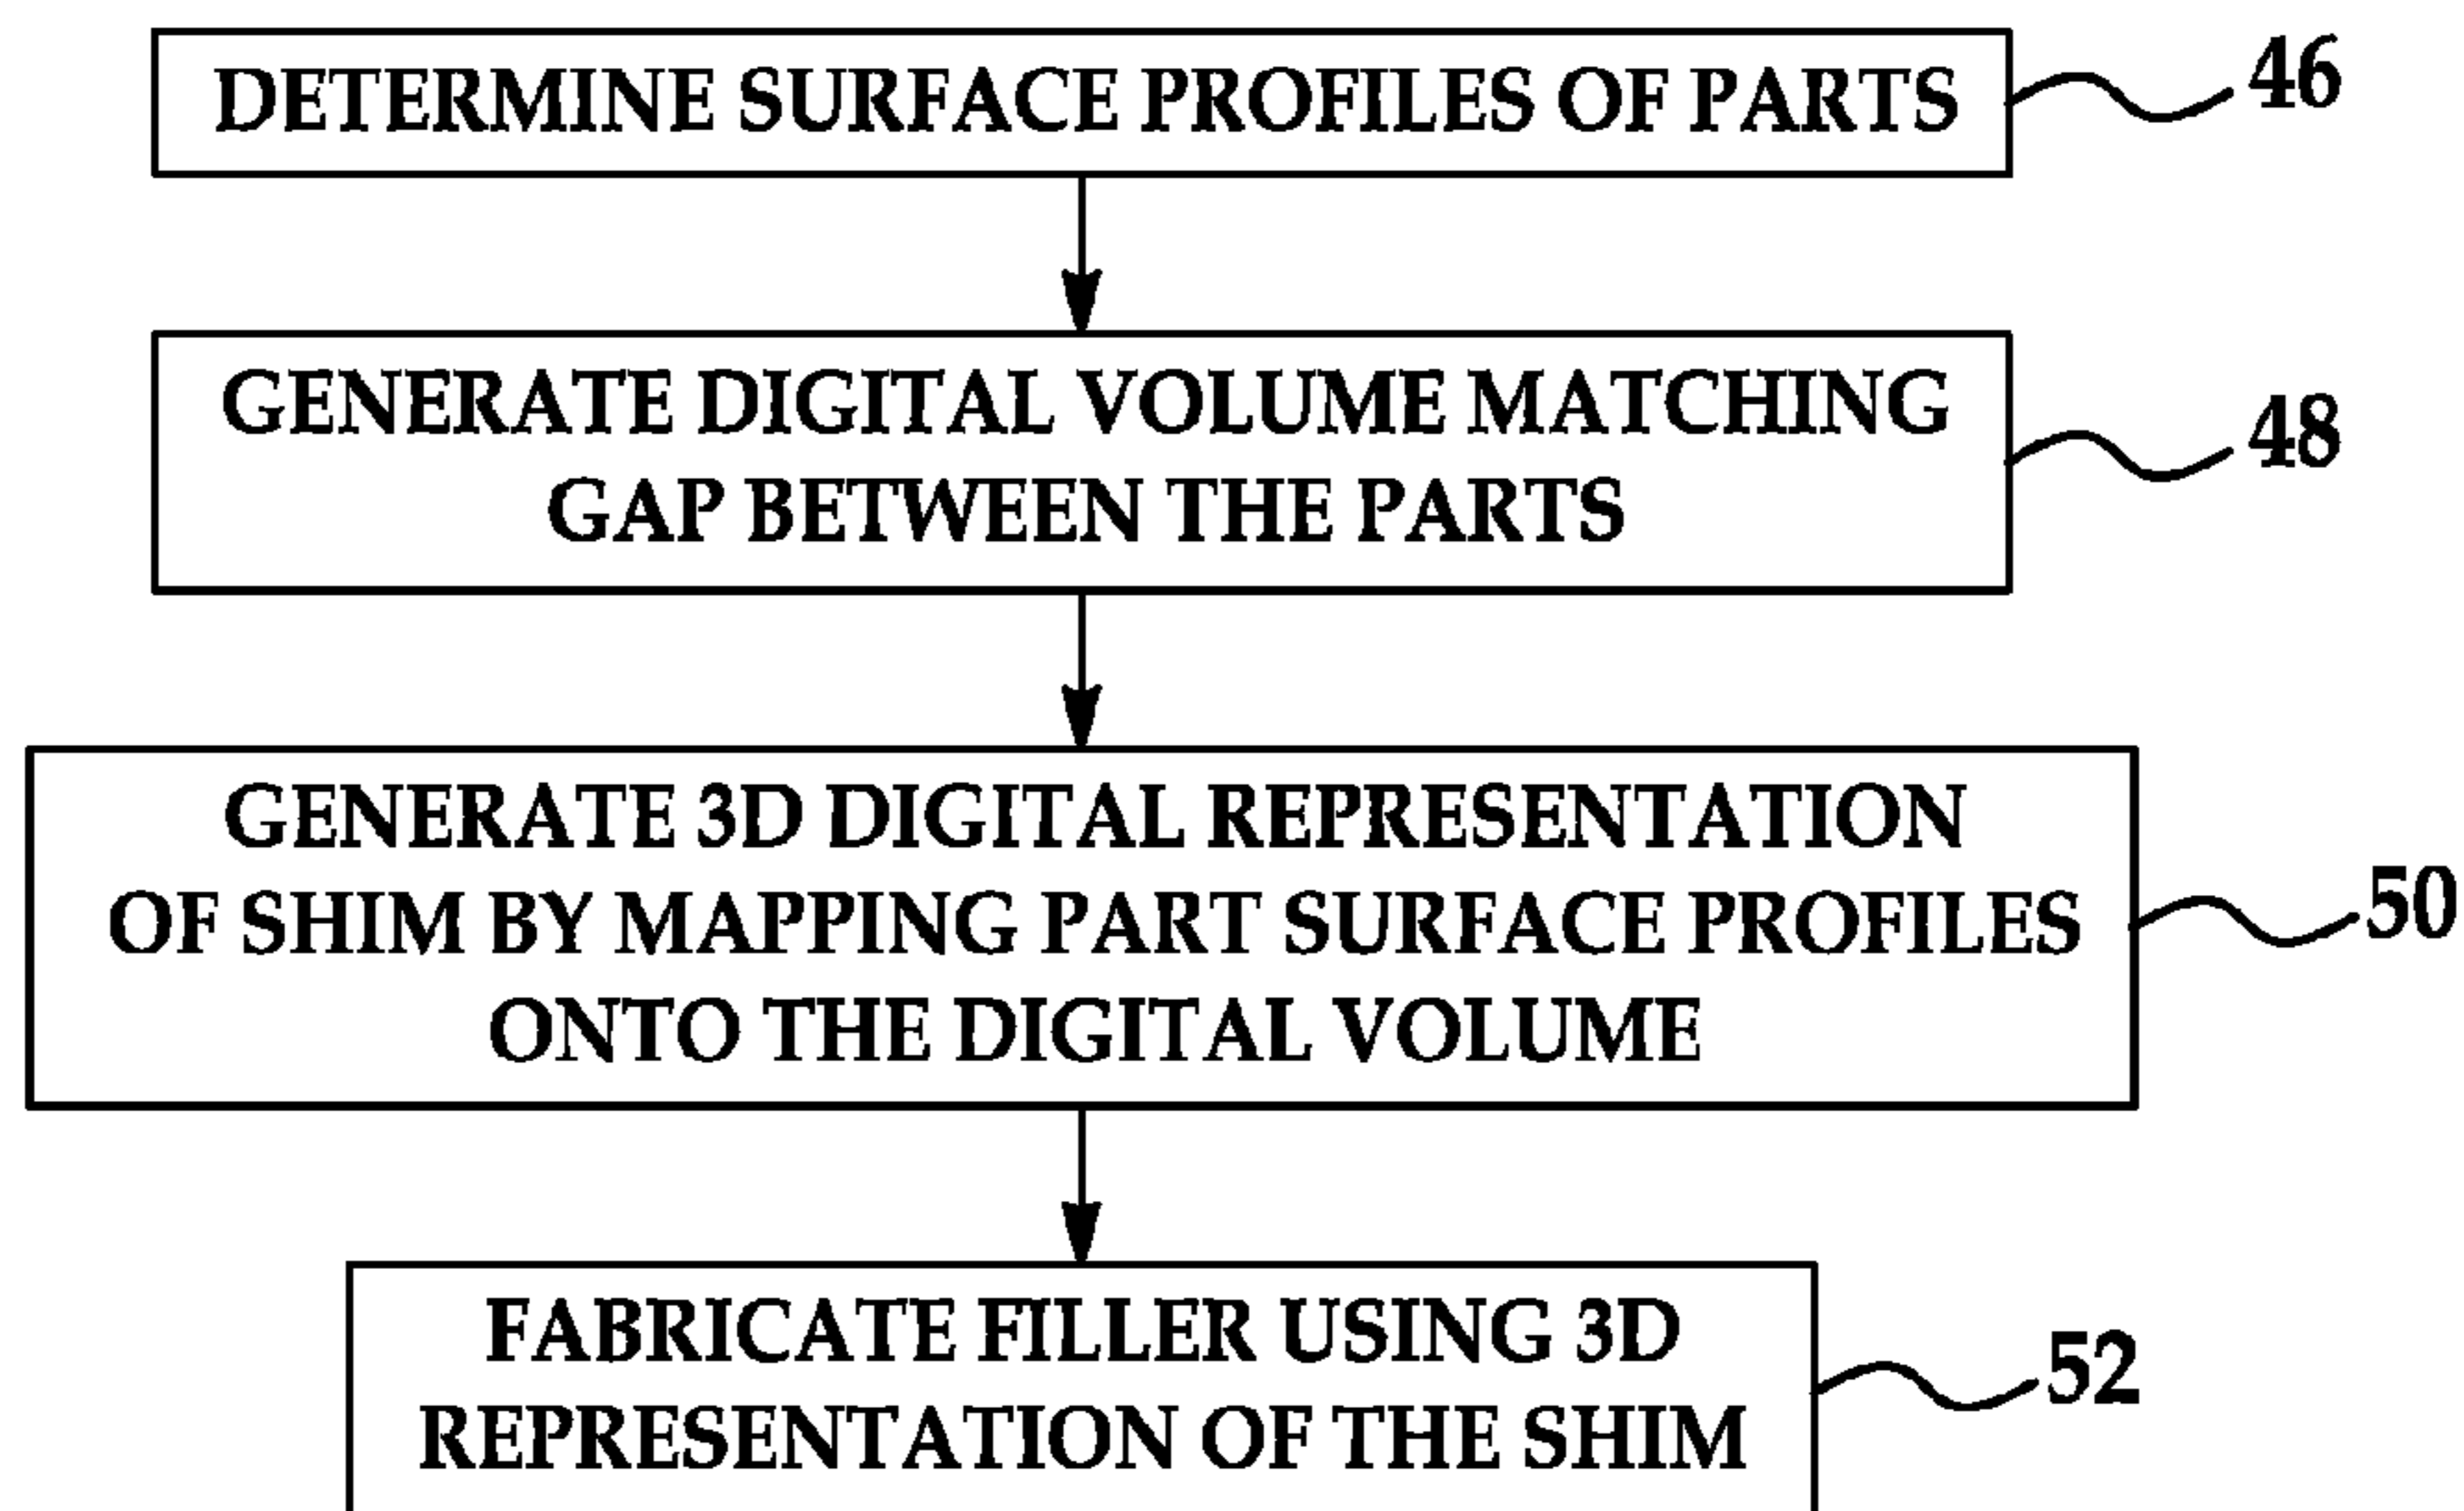 DETERMINE SURFACE PROFILES OF PARTS
46
GENERATE DIGITAL VOLUME MATCHING
GAP BETWEEN THE PARTS
48
GENERATE 3D DIGITAL REPRESENTATION
OF SHIM BY MAPPING PART SURFACE PROFILES
ONTO THE DIGITAL VOLUME
50
FABRICATE FILLER USING 3D
REPRESENTATION OF THE SHIM
52